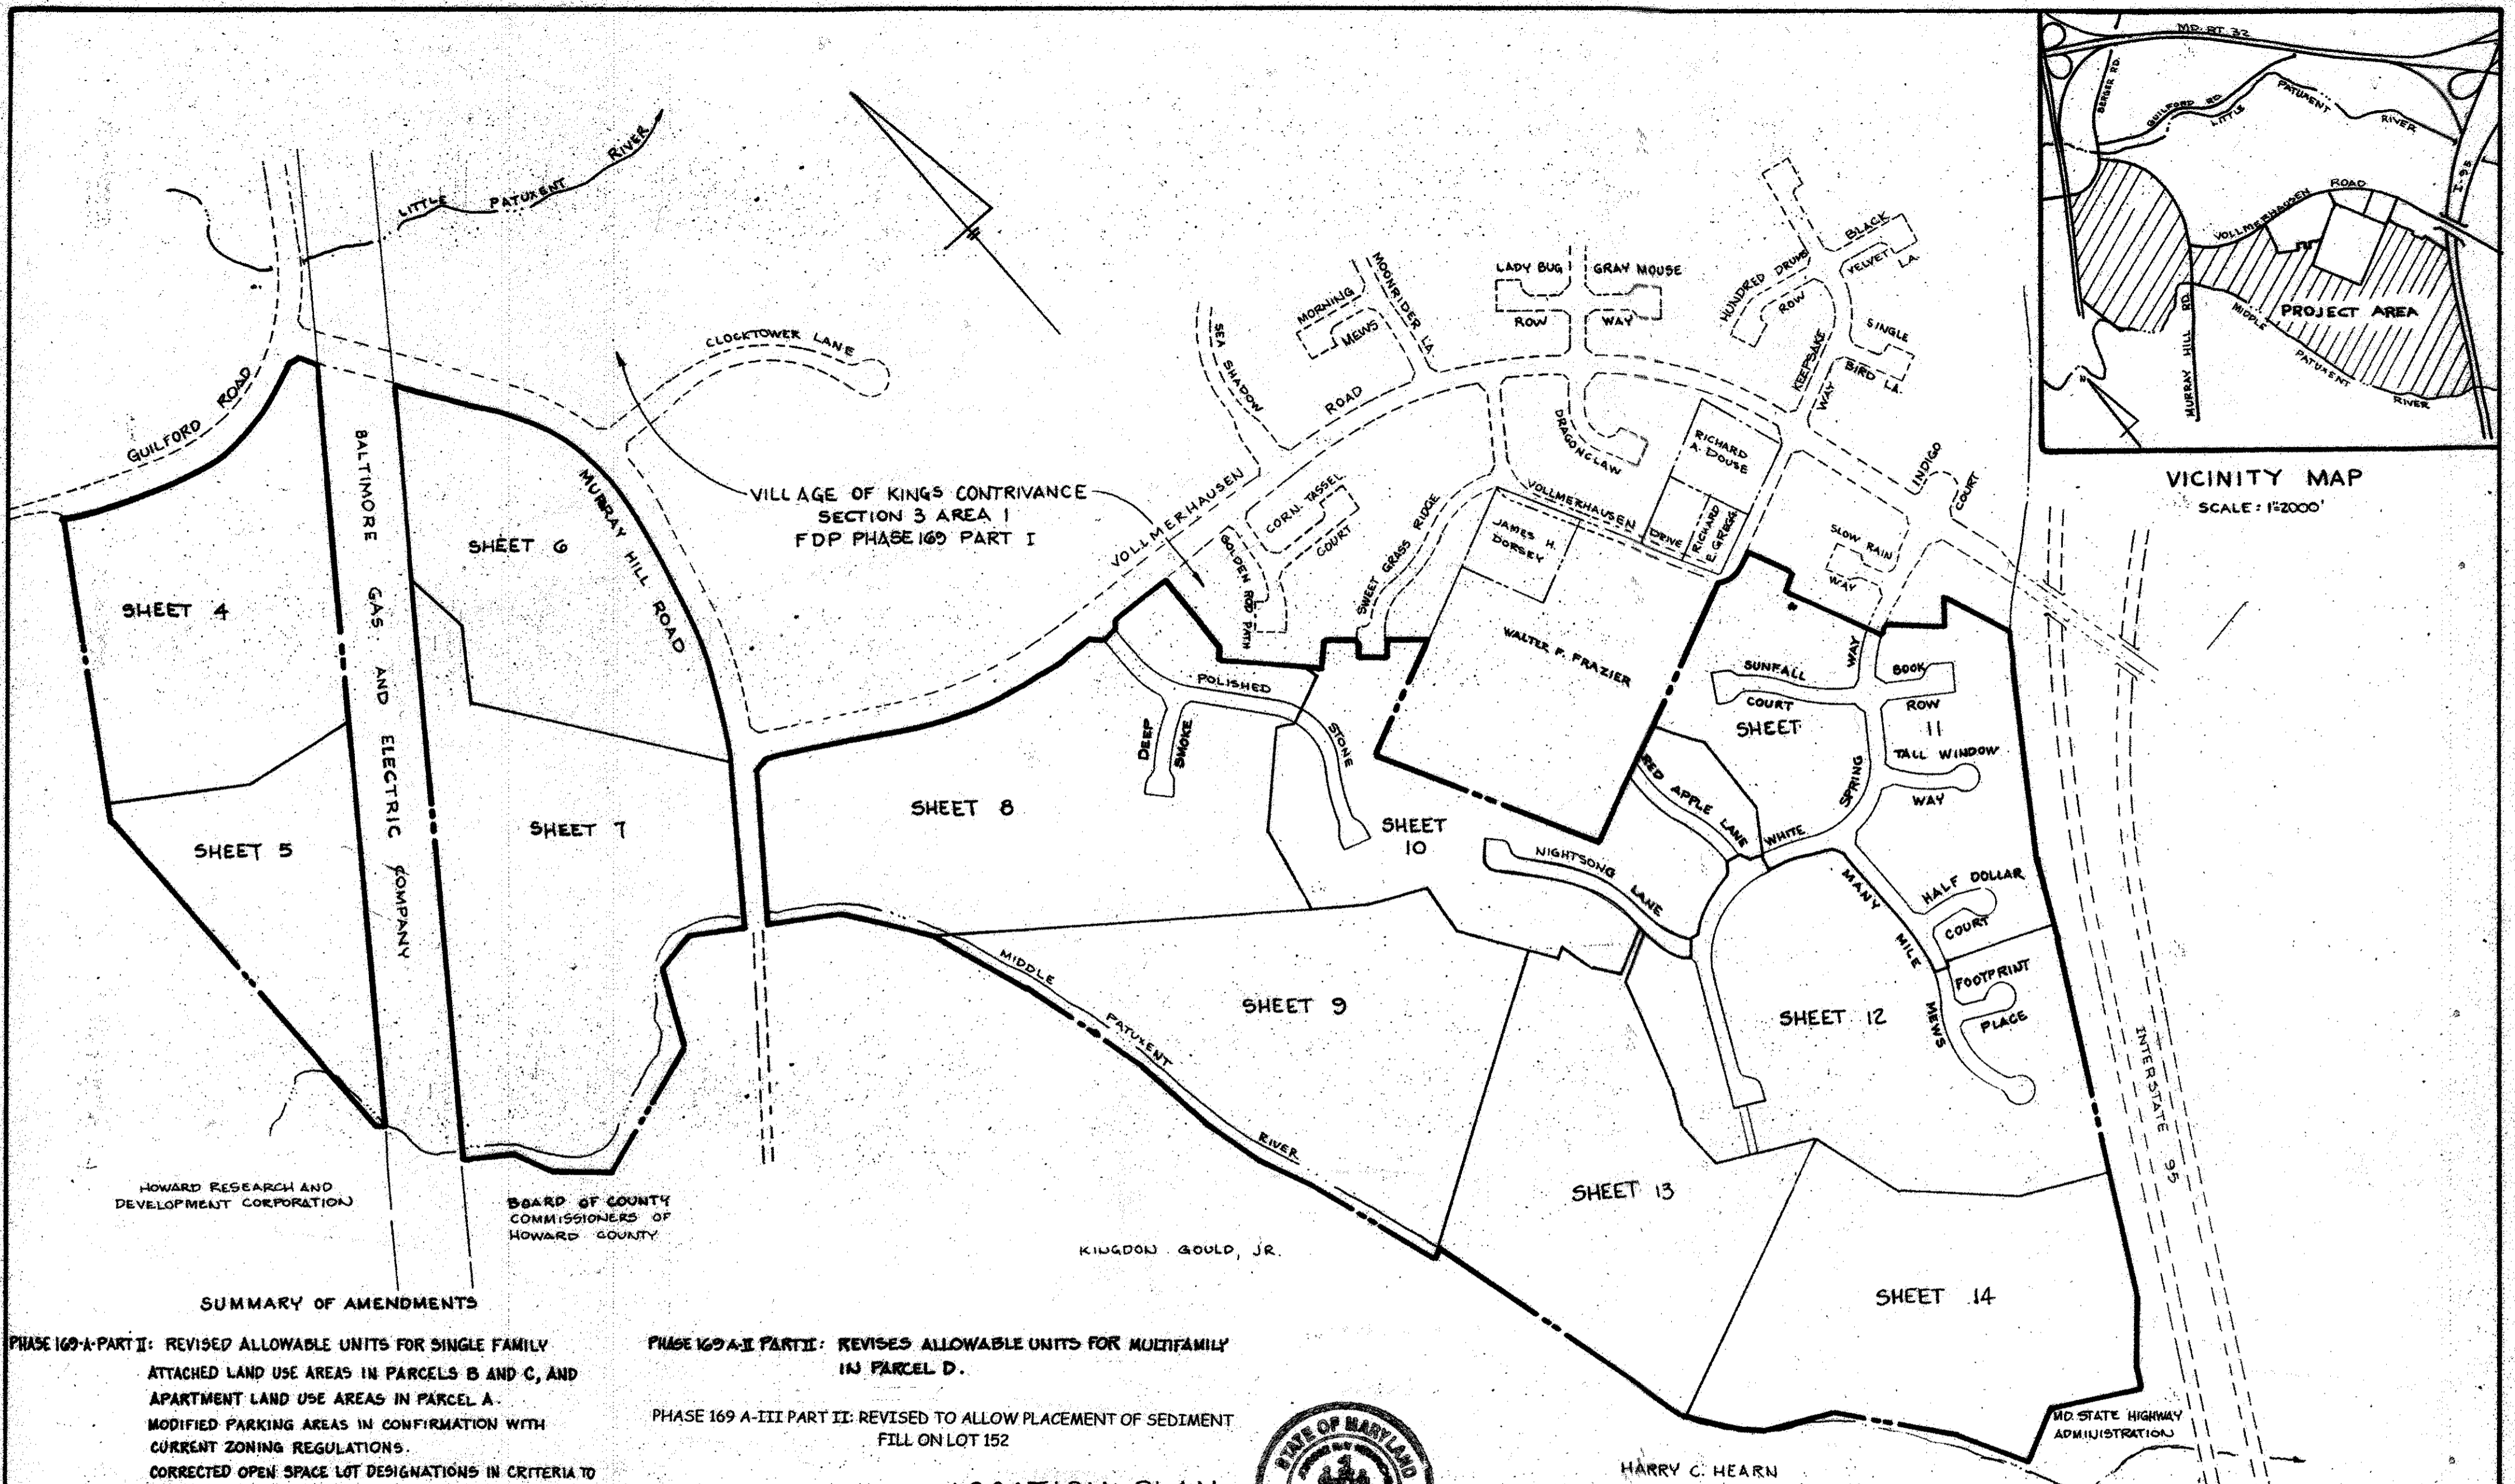 MD. RT. 32
BERGER RD.
GUILFORD RD.
LITTLE
PATUXENT
RIVER
I-95
VOLLMERHAUSEN ROAD
PROJECT AREA
MURRAY HILL RD.
MIDDLE
PATUXENT
RIVER
VICINITY MAP
SCALE: 1"=2000'
LITTLE PATUXENT RIVER
GUILFORD ROAD
CLOCKTOWER LANE
BALTIMORE GAS AND ELECTRIC COMPANY
MURRAY HILL ROAD
VILLAGE OF KINGS CONTRIVANCE
SECTION 3 AREA 1
FDP PHASE 169 PART I
SEA SHADOW
MORNING
MEWS
MOONRIDER LA.
LADY BUG
ROW
GRAY MOUSE
WAY
HUNDRED DRUMS
ROW
BLACK
VELVET LA.
SINGLE
BIRD LA.
KEEPSAKE
WAY
VOLLMERHAUSEN
ROAD
CORN TASSEL
COURT
GOLDEN ROD PATH
SWEET GRASS RIDGE
DRAGONCLAW
RICHARD
A. DOUSE
VOLLMERHAUSEN DRIVE
RICHARD
E. GREGG
JAMES H.
DORSEY
WALTER F. FRAZIER
INDIGO
COURT
SLOW RAIN
WAY
SHEET 4
SHEET 5
SHEET 6
SHEET 7
SHEET 8
POLISHED
STONE
DEEP
SMOKE
SHEET
10
SUNFALL
COURT
WAY
BOOK
ROW
SHEET
11
TALL WINDOW
WAY
SPRING
WHITE
RED APPLE LANE
NIGHTSONG LANE
MANY
MILE
MEWS
HALF DOLLAR
COURT
FOOTPRINT
PLACE
SHEET 9
SHEET 12
SHEET 13
SHEET 14
MIDDLE
PATUXENT
RIVER
INTERSTATE 95
HOWARD RESEARCH AND
DEVELOPMENT CORPORATION
BOARD OF COUNTY
COMMISSIONERS OF
HOWARD COUNTY
KINGDON GOULD, JR.
MD. STATE HIGHWAY
ADMINISTRATION
HARRY C. HEARN
SUMMARY OF AMENDMENTS
PHASE 169-A-PART II: REVISED ALLOWABLE UNITS FOR SINGLE FAMILY
ATTACHED LAND USE AREAS IN PARCELS B AND C, AND
APARTMENT LAND USE AREAS IN PARCEL A.
MODIFIED PARKING AREAS IN CONFIRMATION WITH
CURRENT ZONING REGULATIONS.
CORRECTED OPEN SPACE LOT DESIGNATIONS IN CRITERIA TO
PHASE 169 A-II PART II: REVISES ALLOWABLE UNITS FOR MULTIFAMILY
IN PARCEL D.
PHASE 169 A-III PART II: REVISED TO ALLOW PLACEMENT OF SEDIMENT
FILL ON LOT 152
STATE OF MARYLAND